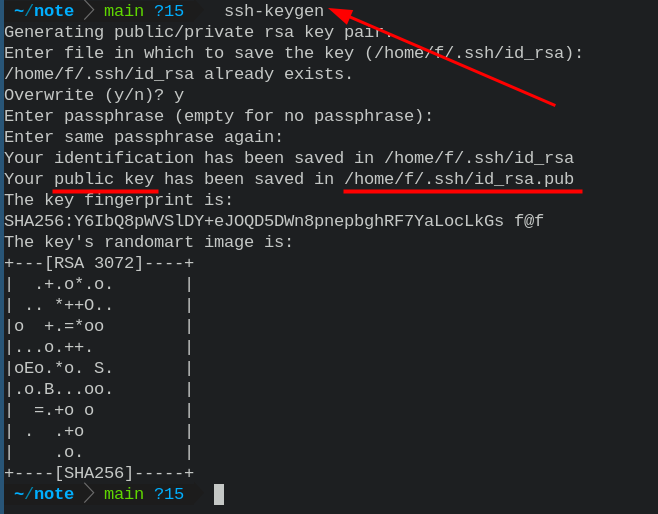 ~/note main ?15 ssh-keygen
Generating public/private rsa key pair.
Enter file in which to save the key (/home/f/.ssh/id_rsa):
/home/f/.ssh/id_rsa already exists.
Overwrite (y/n)? y
Enter passphrase (empty for no passphrase):
Enter same passphrase again:
Your identification has been saved in /home/f/.ssh/id_rsa
Your public key has been saved in /home/f/.ssh/id_rsa.pub
The key fingerprint is:
SHA256:Y6IbQ8pWVSlDY+eJOQD5DWn8pnepbghRF7YaLocLkGs f@f
The key's randomart image is:
+---[RSA 3072]----+
|  .+.o*.o.       |
| .. *++O..       |
|o  +.=*oo        |
|...o.++.         |
|oEo.*o. S.       |
|.o.B...oo.       |
|  =.+o o         |
| .  .+o          |
|    .o.          |
+----[SHA256]-----+
~/note main ?15